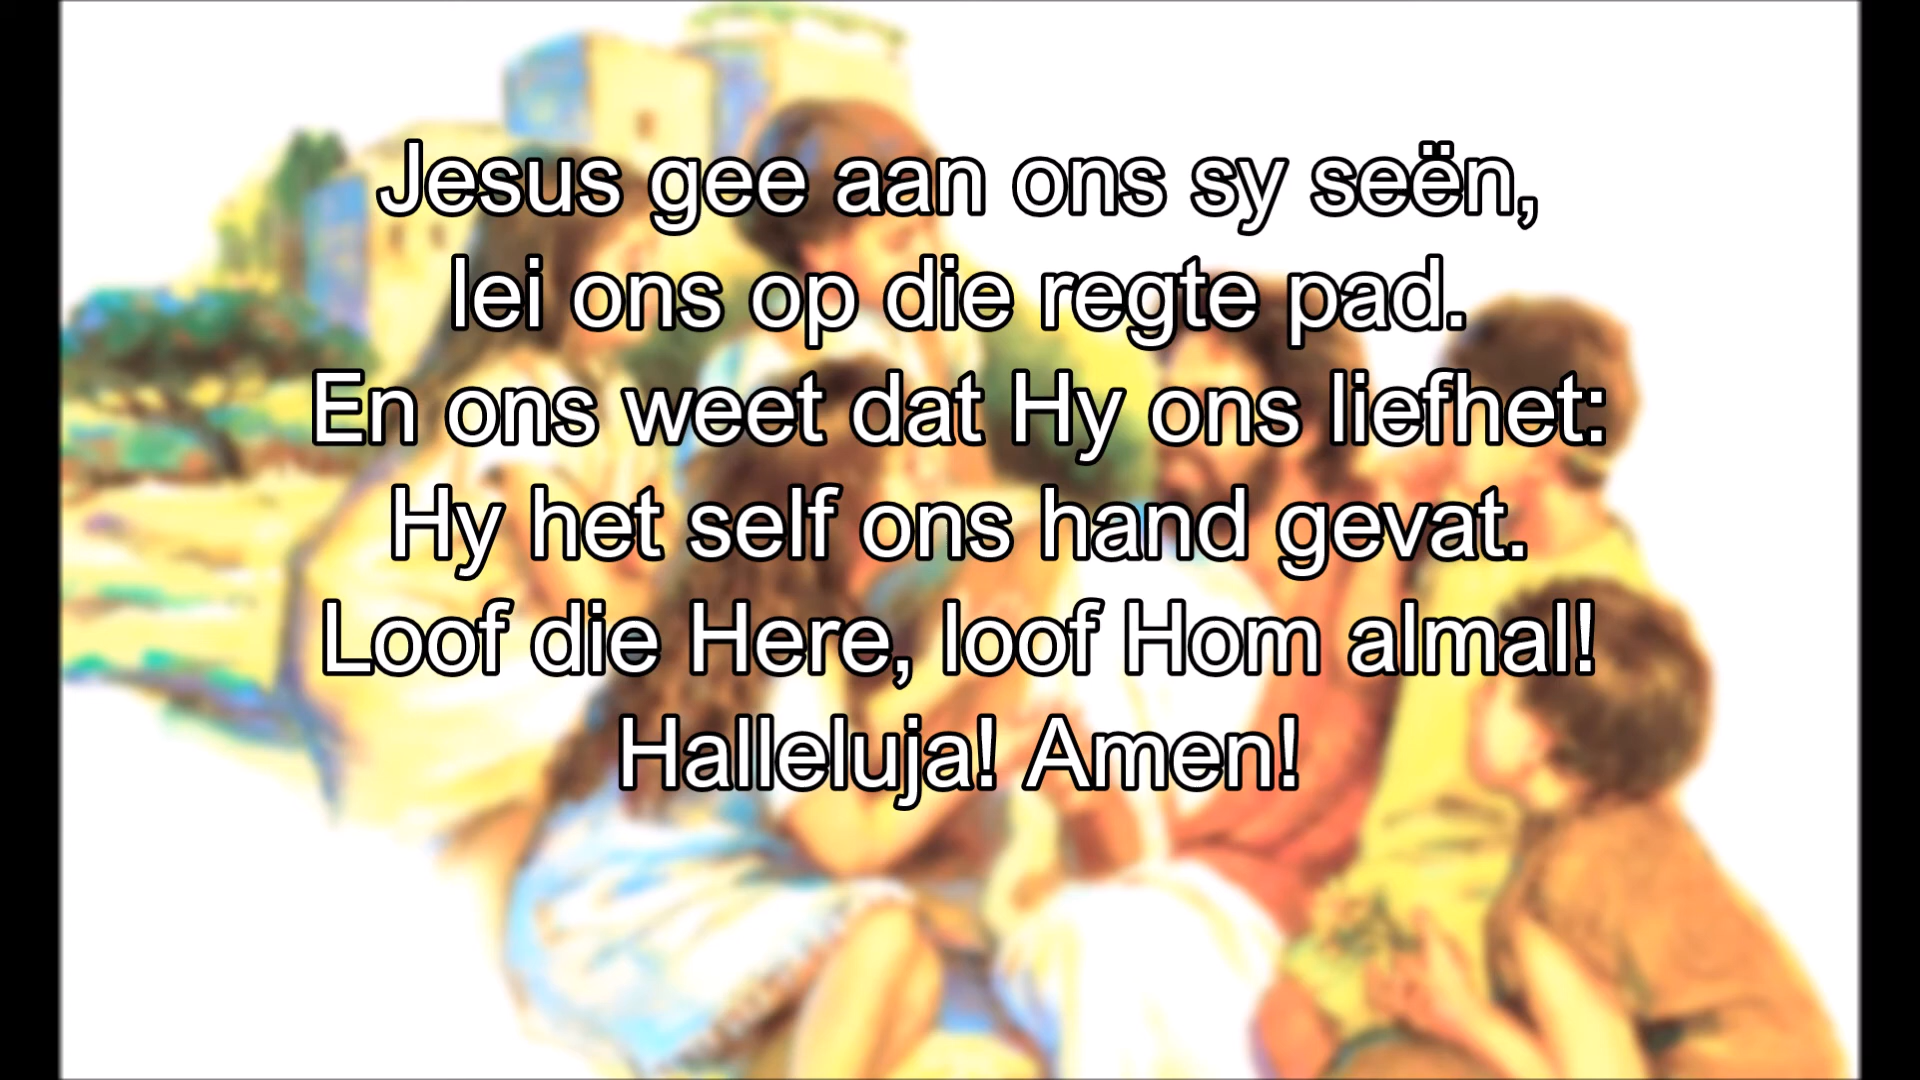 Jesus gee aan ons sy seën,
lei ons op die regte pad.
En ons weet dat Hy ons liefhet:
Hy het self ons hand gevat.
Loof die Here, loof Hom almal!
Halleluja! Amen!